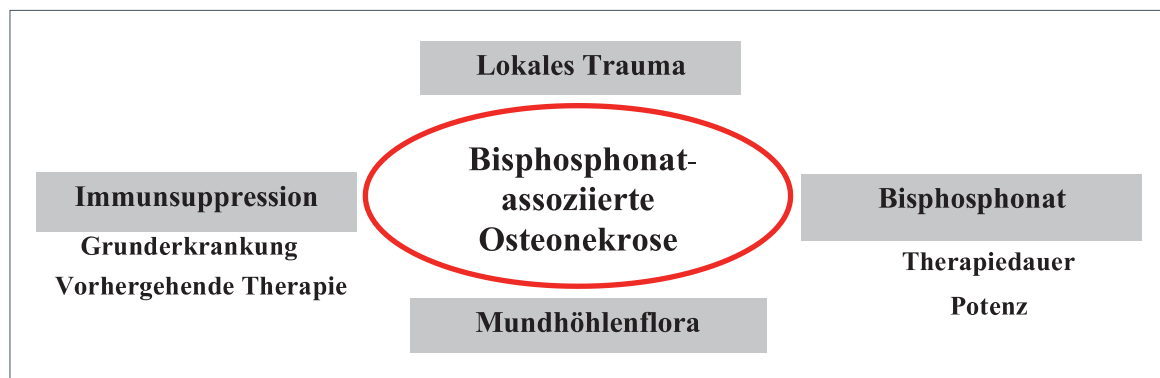 Lokales Trauma
Bisphosphonat-
assoziierte
Osteonekrose
Immunsuppression
Grunderkrankung
Vorhergehende Therapie
Bisphosphonat
Therapiedauer
Potenz
Mundhöhlenflora